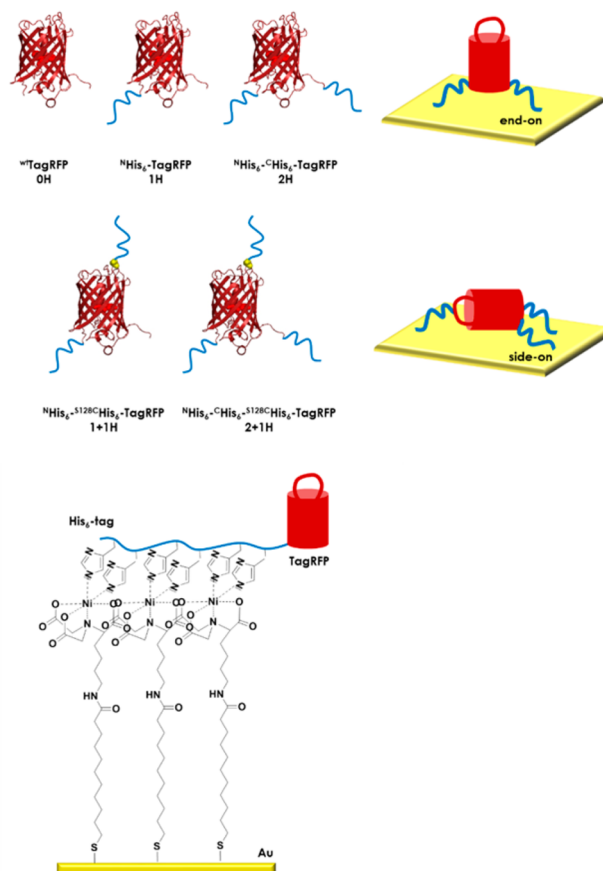 ʷᵗTagRFP
0H
ᴺHis₆-TagRFP
1H
ᴺHis₆-ᶜHis₆-TagRFP
2H
end-on
ᴺHis₆-ˢ¹²⁸ᶜHis₆-TagRFP
1+1H
ᴺHis₆-ᶜHis₆-ˢ¹²⁸ᶜHis₆-TagRFP
2+1H
side-on
His₆-tag
TagRFP
N N N N N N
N N N N N N
O Ni O O Ni O O Ni O
O O O O
N O N O N O
O O O O
HN HN HN
O O O
S S S
Au